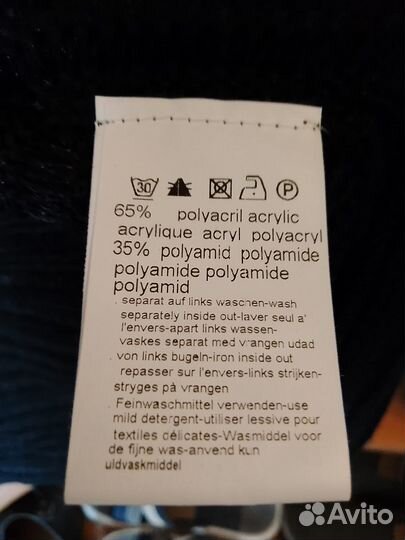 30 P
65% polyacril acrylic
acrylique acryl polyacryl
35% polyamid polyamide
polyamide polyamide
polyamid
. separat auf links waschen-wash
separately inside out-laver seul a'
l'envers-apart links wassen-
vaskes separat med vrangen udad
. von links bugeln-iron inside out
repasser sur l'envers-links strijken-
stryges på vrangen
. Feinwaschmittel verwenden-use
mild detergent-utiliser lessive pour
textiles délicates-Wasmiddel voor
de fijne was-anvend kun
uldvaskmiddel
Avito